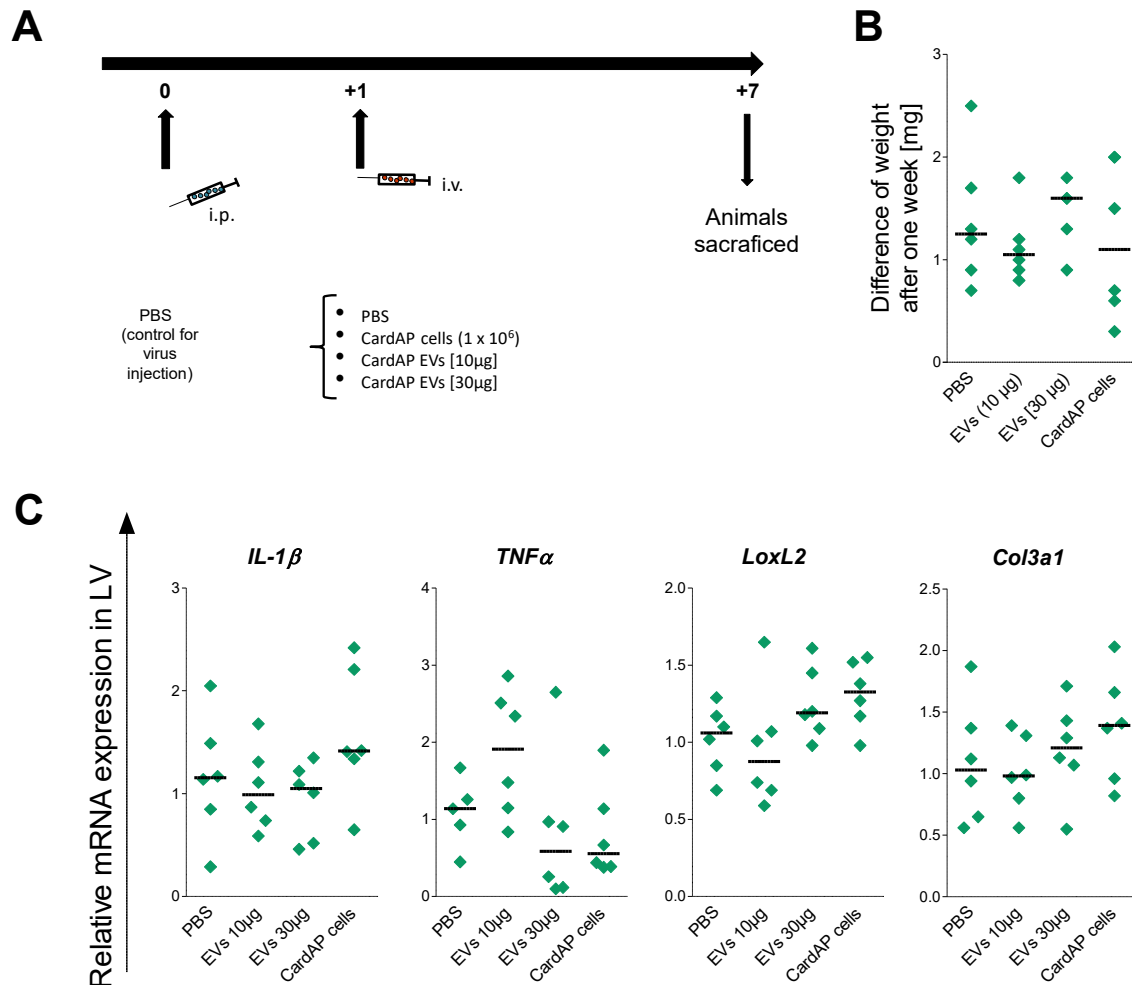 A
0
+1
+7
i.p.
i.v.
Animals
sacraficed
PBS
(control for
virus
injection)
• PBS
• CardAP cells (1 x 10⁶)
• CardAP EVs [10µg]
• CardAP EVs [30µg]
B
Difference of weight
after one week [mg]
3
2
1
0
PBS
EVs (10 µg)
EVs [30 µg)
CardAP cells
C
Relative mRNA expression in LV
IL-1β
3
2
1
0
PBS
EVs 10µg
EVs 30µg
CardAP cells
TNFα
4
3
2
1
0
PBS
EVs 10µg
EVs 30µg
CardAP cells
LoxL2
2.0
1.5
1.0
0.5
0.0
PBS
EVs 10µg
EVs 30µg
CardAP cells
Col3a1
2.5
2.0
1.5
1.0
0.5
0.0
PBS
EVs 10µg
EVs 30µg
CardAP cells